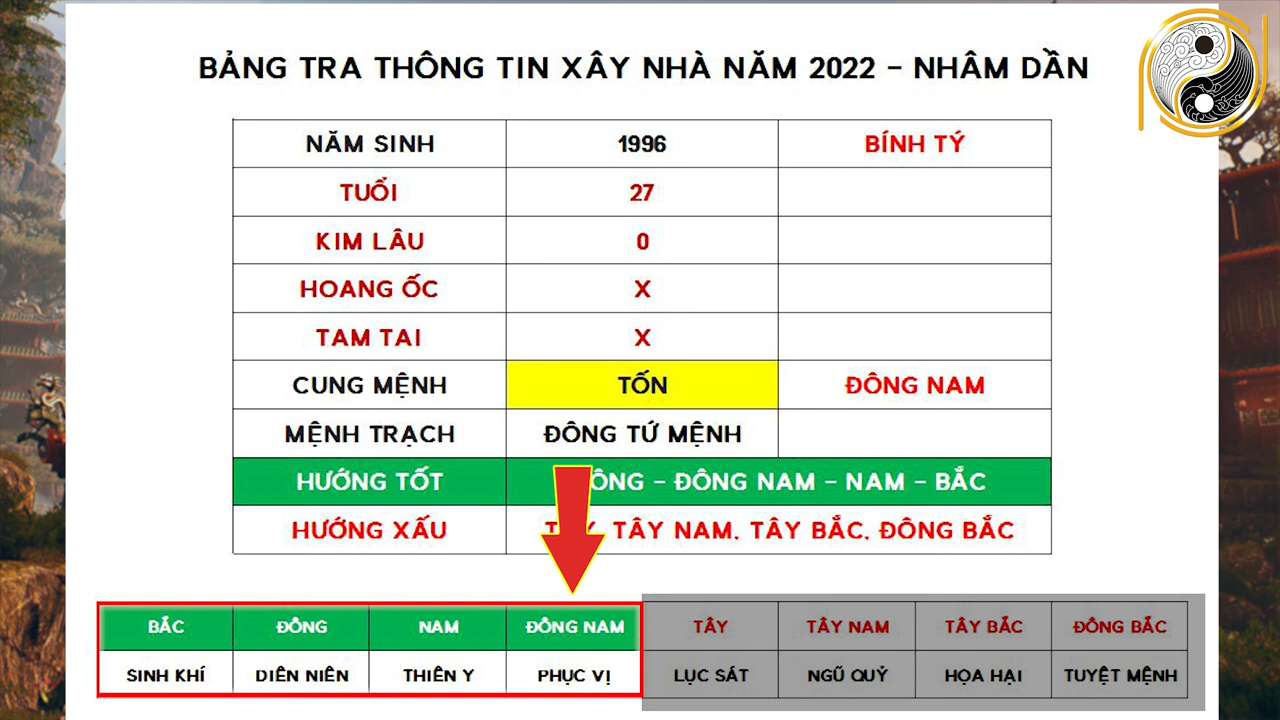 BẢNG TRA THÔNG TIN XÂY NHÀ NĂM 2022 - NHÂM DẦN
NĂM SINH 1996 BÍNH TÝ
TUỔI 27
KIM LÂU 0
HOANG ỐC X
TAM TAI X
CUNG MỆNH TỐN ĐÔNG NAM
MỆNH TRẠCH ĐÔNG TỨ MỆNH
HƯỚNG TỐT - ĐÔNG NAM - NAM - BẮC
HƯỚNG XẤU TÂY NAM, TÂY BẮC, ĐÔNG BẮC
BẮC ĐÔNG NAM ĐÔNG NAM TÂY TÂY NAM TÂY BẮC ĐÔNG BẮC
SINH KHÍ DIÊN NIÊN THIÊN Y PHỤC VỊ LỤC SÁT NGŨ QUỶ HỌA HẠI TUYỆT MỆNH